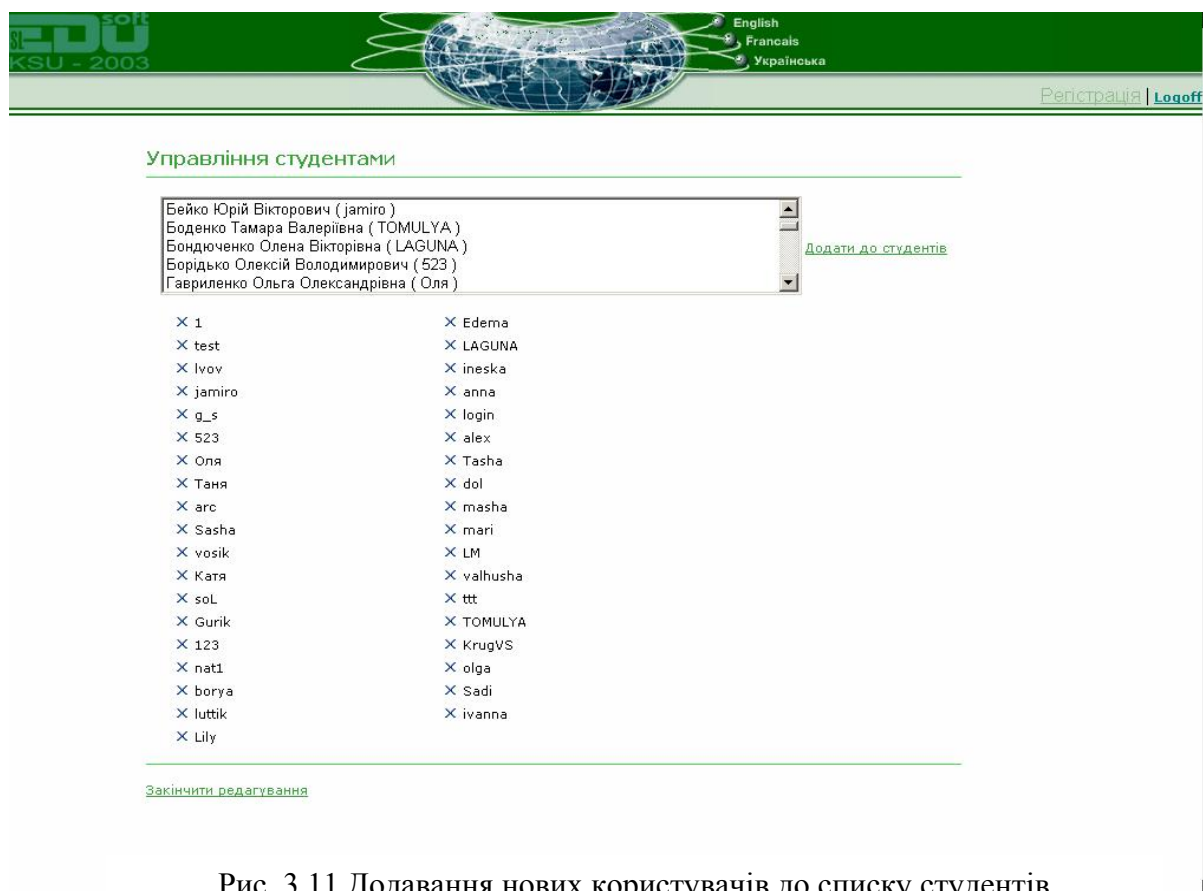 soft
SL EDU
KSU - 2003
English
Francais
Українська
Регістрація | Logoff
Управління студентами
Бейко Юрій Вікторович ( jamiro )
Боденко Тамара Валеріївна ( TOMULYA )
Бондюченко Олена Вікторівна ( LAGUNA )
Борідько Олексій Володимирович ( 523 )
Гавриленко Ольга Олександрівна ( Оля )
Додати до студентів
1
test
lvov
jamiro
g_s
523
Оля
Таня
arc
Sasha
vosik
Катя
soL
Gurik
123
nat1
borya
luttik
Lily
Edema
LAGUNA
ineska
anna
login
alex
Tasha
dol
masha
mari
LM
valhusha
ttt
TOMULYA
KrugVS
olga
Sadi
ivanna
Закінчити редагування
Рис. 3.11 Додавання нових користувачів до списку студентів